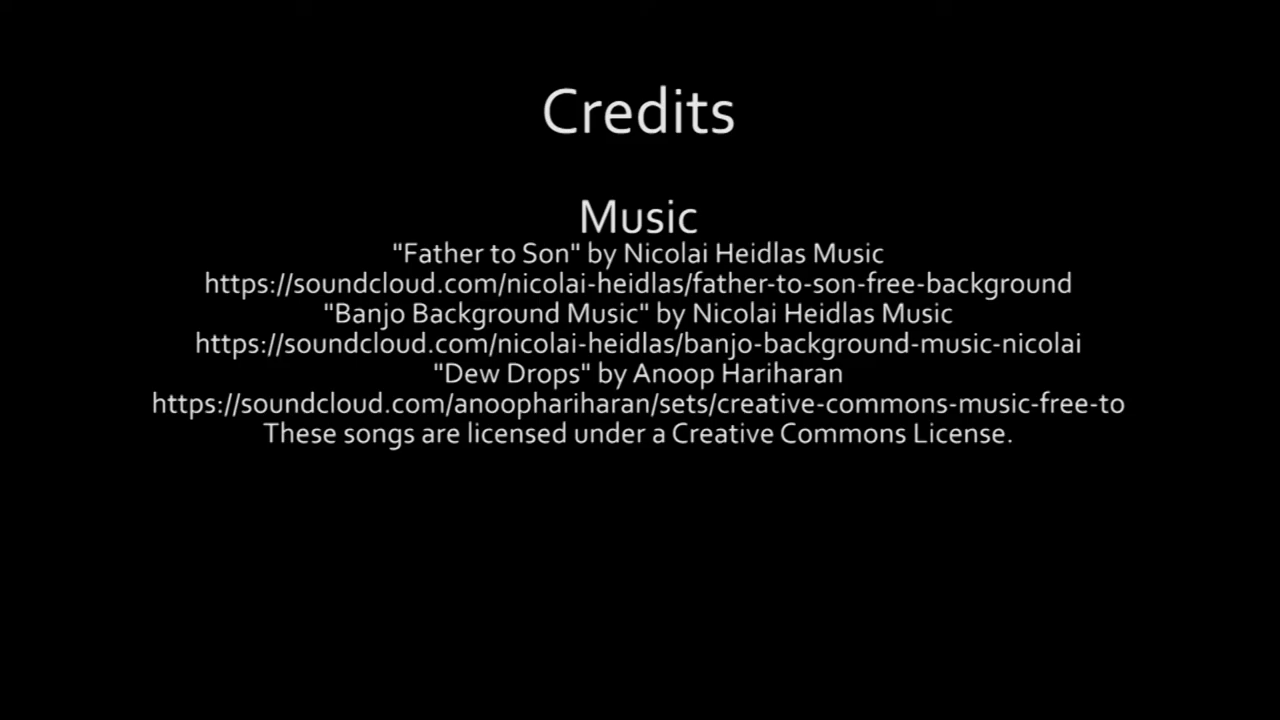 Credits
Music
"Father to Son" by Nicolai Heidlas Music
https://soundcloud.com/nicolai-heidlas/father-to-son-free-background
"Banjo Background Music" by Nicolai Heidlas Music
https://soundcloud.com/nicolai-heidlas/banjo-background-music-nicolai
"Dew Drops" by Anoop Hariharan
https://soundcloud.com/anoophariharan/sets/creative-commons-music-free-to
These songs are licensed under a Creative Commons License.